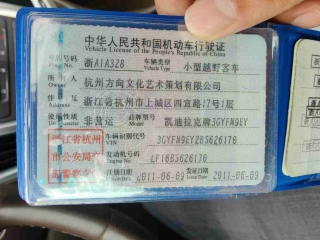 中华人民共和国机动车行驶证
Vehicle License of the People's Republic of China
号牌号码 浙A1A328 车辆类型 小型越野客车
Plate No.
所有人 杭州方向文化艺术策划有限公司
住址 浙江省杭州市上城区四宜路17号1层
使用性质 非营运 品牌型号 凯迪拉克牌3GYFN9EY
浙江省杭州 车辆识别代号 3GYFN9EYZBS626170
VIN
市公安局交 发动机号码 LF1GBS626170
注册日期 2011-06-09 发证日期 2011-06-09
Issue Date